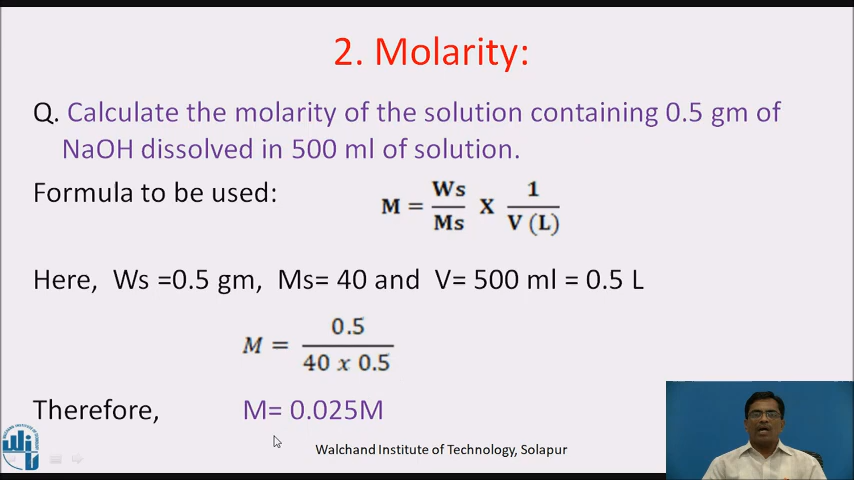 2. Molarity:
Q. Calculate the molarity of the solution containing 0.5 gm of
NaOH dissolved in 500 ml of solution.
Formula to be used:
M = Ws/Ms X 1/V (L)
Here, Ws =0.5 gm, Ms= 40 and V= 500 ml = 0.5 L
M = 0.5/40 x 0.5
Therefore, M= 0.025M
Walchand Institute of Technology, Solapur